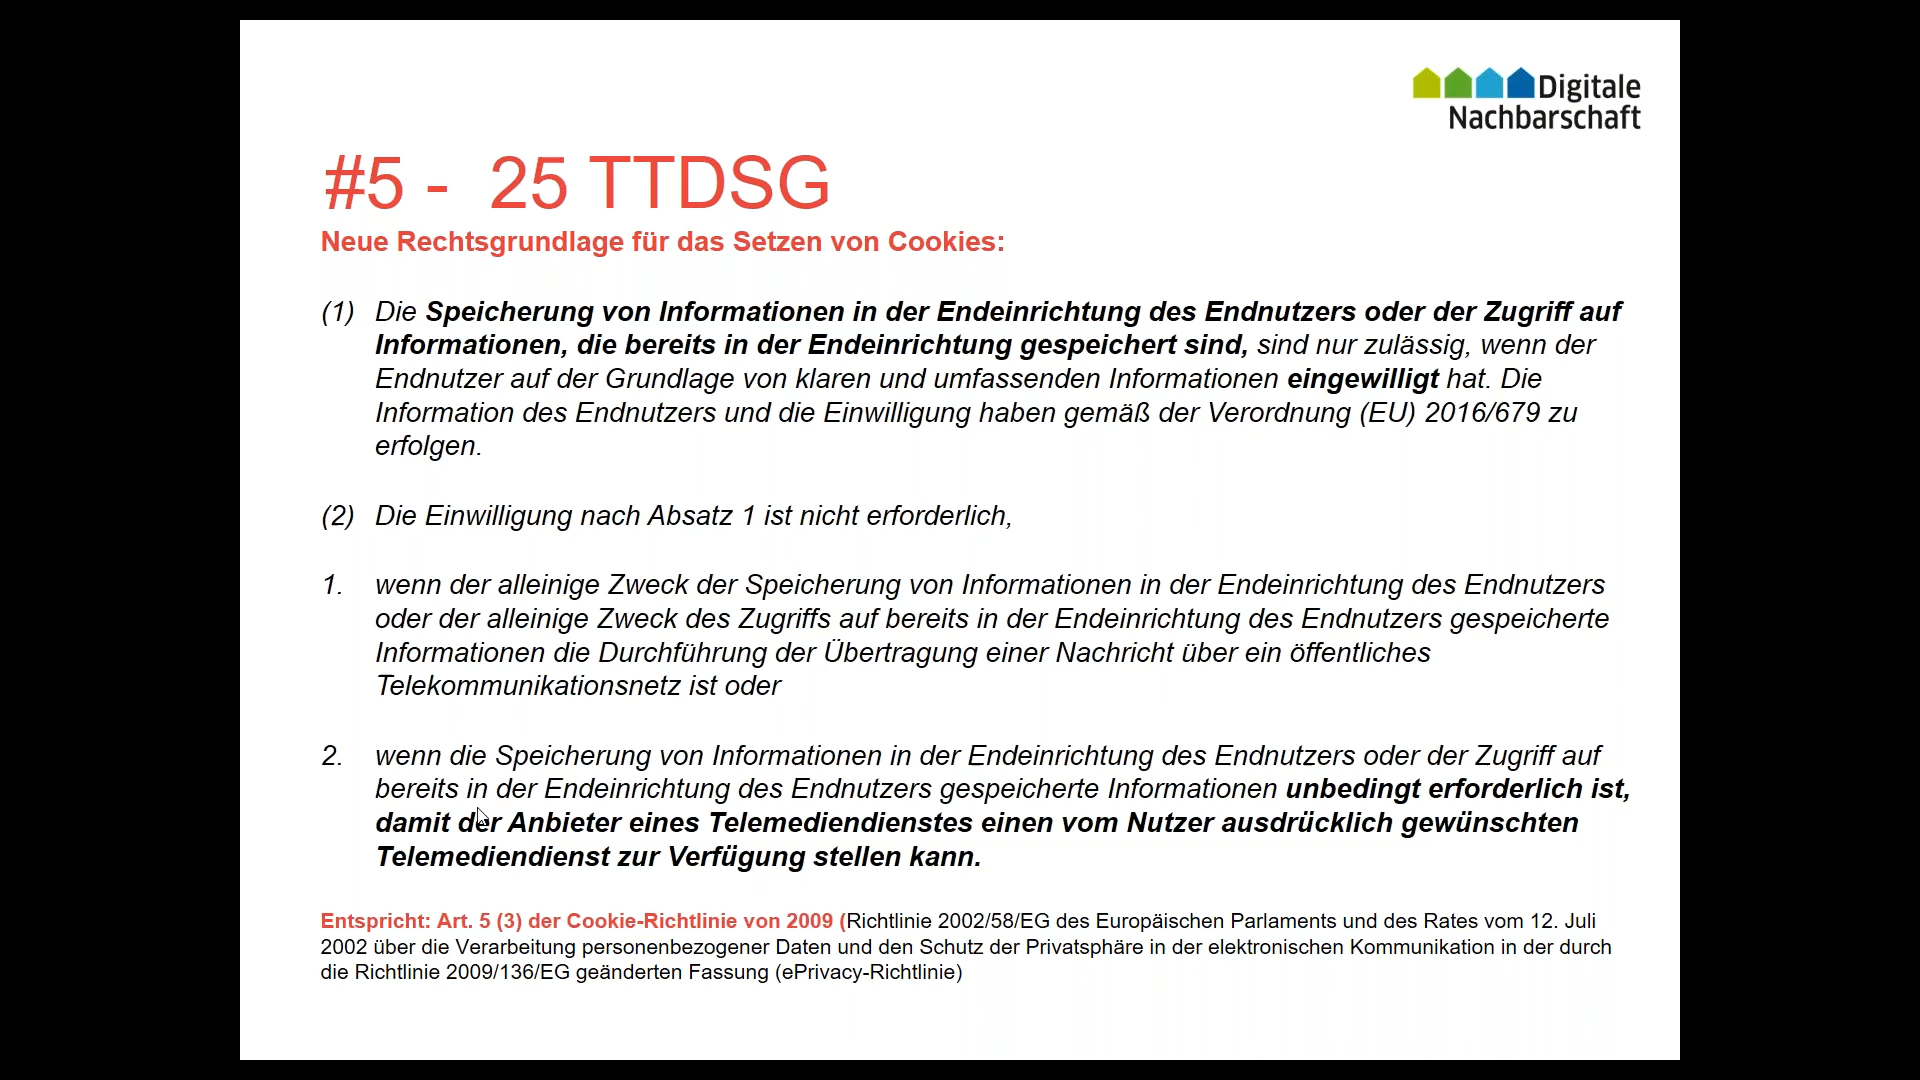 Digitale
Nachbarschaft
#5 - 25 TTDSG
Neue Rechtsgrundlage für das Setzen von Cookies:
(1) Die Speicherung von Informationen in der Endeinrichtung des Endnutzers oder der Zugriff auf
Informationen, die bereits in der Endeinrichtung gespeichert sind, sind nur zulässig, wenn der
Endnutzer auf der Grundlage von klaren und umfassenden Informationen eingewilligt hat. Die
Information des Endnutzers und die Einwilligung haben gemäß der Verordnung (EU) 2016/679 zu
erfolgen.
(2) Die Einwilligung nach Absatz 1 ist nicht erforderlich,
1. wenn der alleinige Zweck der Speicherung von Informationen in der Endeinrichtung des Endnutzers
oder der alleinige Zweck des Zugriffs auf bereits in der Endeinrichtung des Endnutzers gespeicherte
Informationen die Durchführung der Übertragung einer Nachricht über ein öffentliches
Telekommunikationsnetz ist oder
2. wenn die Speicherung von Informationen in der Endeinrichtung des Endnutzers oder der Zugriff auf
bereits in der Endeinrichtung des Endnutzers gespeicherte Informationen unbedingt erforderlich ist,
damit der Anbieter eines Telemediendienstes einen vom Nutzer ausdrücklich gewünschten
Telemediendienst zur Verfügung stellen kann.
Entspricht: Art. 5 (3) der Cookie-Richtlinie von 2009 (Richtlinie 2002/58/EG des Europäischen Parlaments und des Rates vom 12. Juli
2002 über die Verarbeitung personenbezogener Daten und den Schutz der Privatsphäre in der elektronischen Kommunikation in der durch
die Richtlinie 2009/136/EG geänderten Fassung (ePrivacy-Richtlinie)